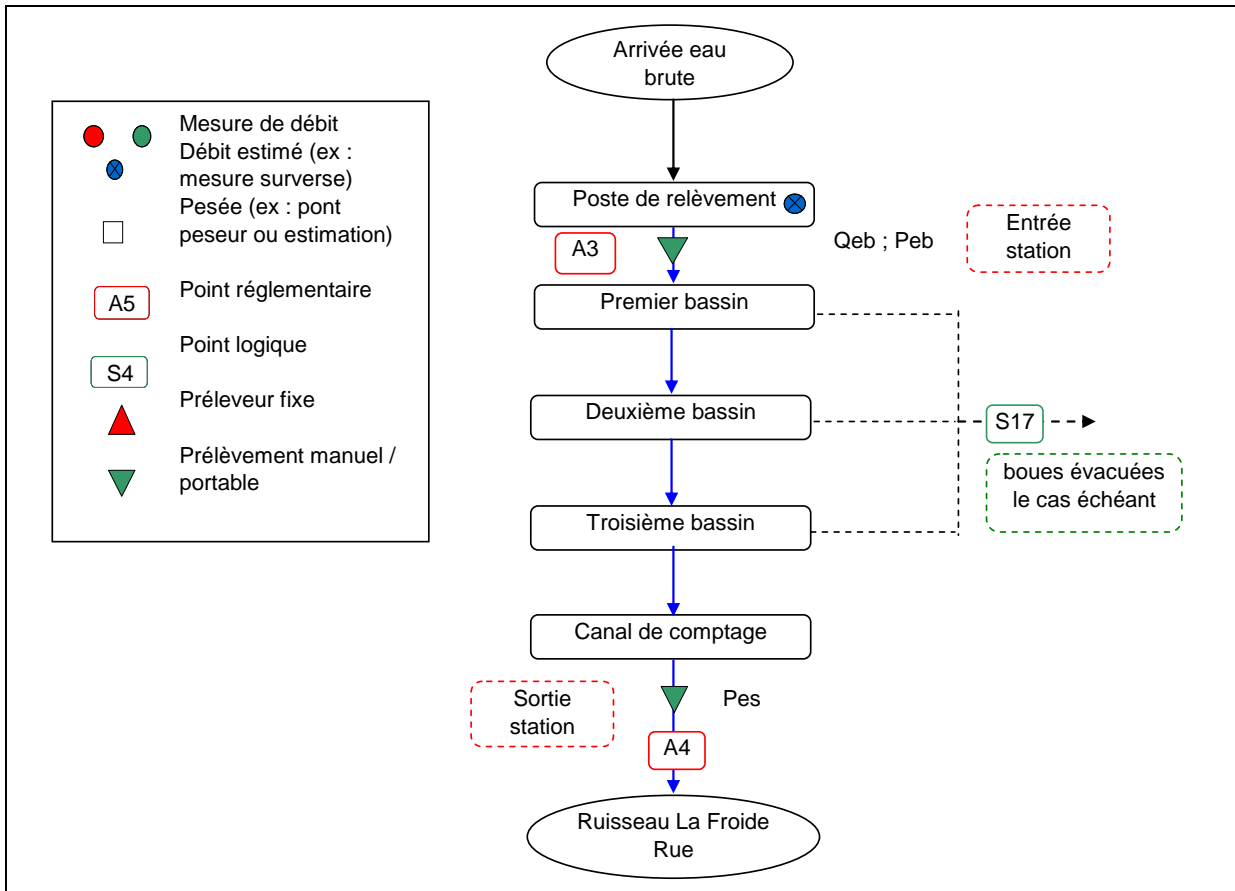 Arrivée eau
brute
Mesure de débit
Débit estimé (ex :
mesure surverse)
Pesée (ex : pont
peseur ou estimation)
A5
Point réglementaire
S4
Point logique
Préleveur fixe
Prélèvement manuel /
portable
Poste de relèvement
A3
Qeb ; Peb
Entrée
station
Premier bassin
Deuxième bassin
S17
boues évacuées
le cas échéant
Troisième bassin
Canal de comptage
Sortie
station
Pes
A4
Ruisseau La Froide
Rue